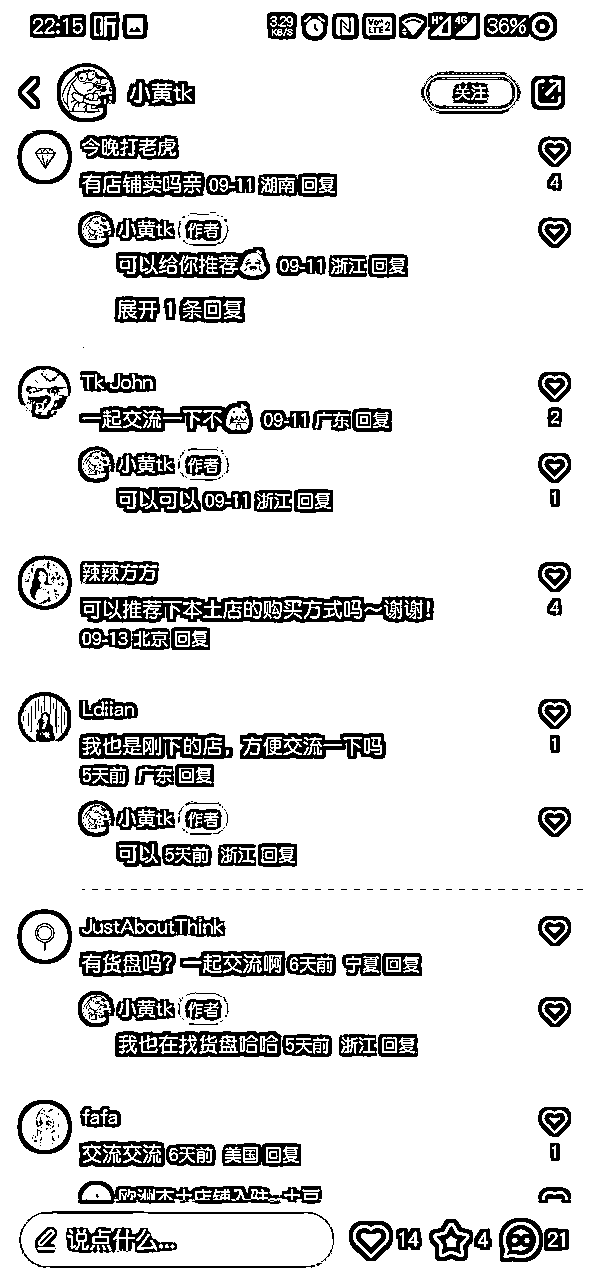 22:15 听 3.29 KB/S VoLTE 2 4G 36%
小黄tk 关注
今晚打老虎
有店铺卖吗亲 09-11 湖南 回复
4
小黄tk 作者
可以给你推荐 09-11 浙江 回复
展开 1 条回复
Tk John
一起交流一下不 09-11 广东 回复
2
小黄tk 作者
可以可以 09-11 浙江 回复
1
辣辣方方
可以推荐下本土店的购买方式吗~谢谢!
4
09-13 北京 回复
Ldiian
我也是刚下的店，方便交流一下吗
1
5天前 广东 回复
小黄tk 作者
可以 5天前 浙江 回复
JustAboutThink
有货盘吗？一起交流啊 6天前 宁夏 回复
小黄tk 作者
我也在找货盘哈哈 5天前 浙江 回复
fafa
交流交流 6天前 美国 回复
1
说点什么... 14 4 21